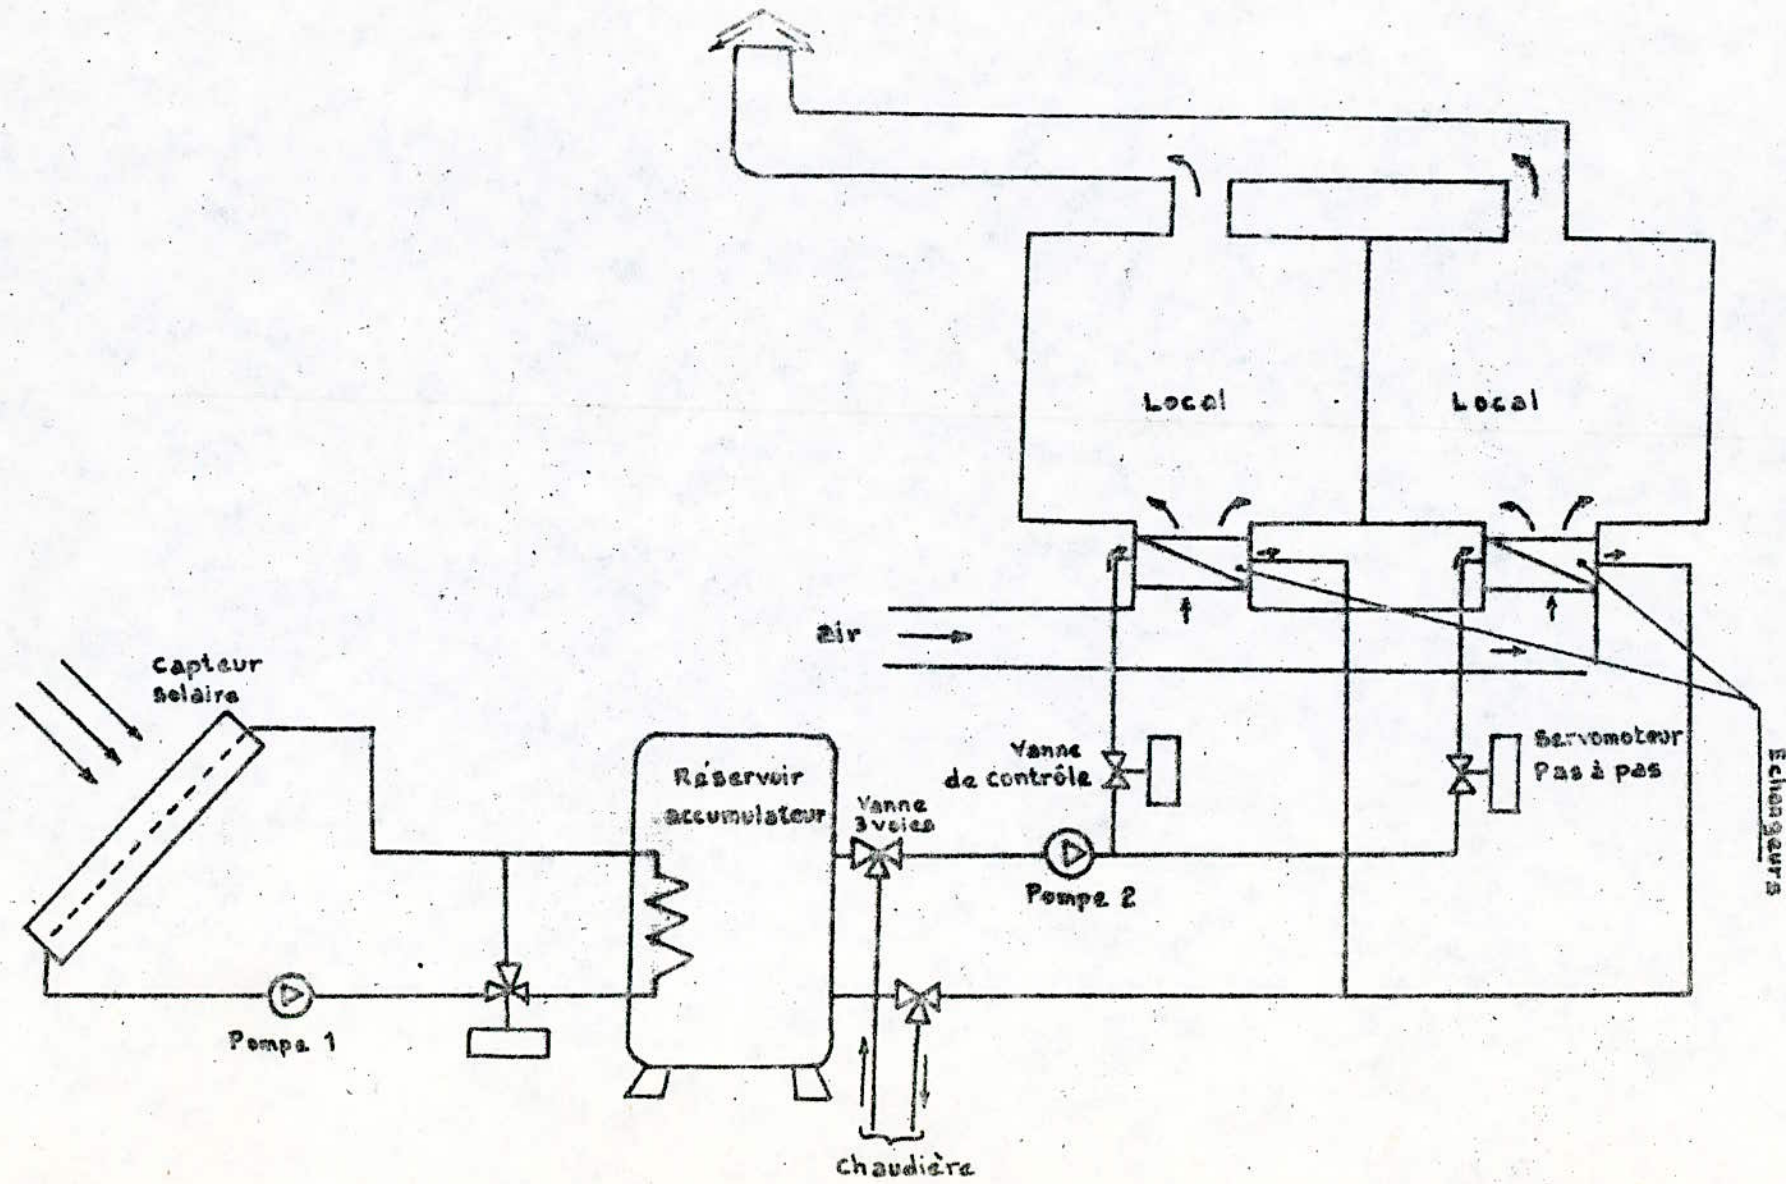 Local
Local
air
Capteur
solaire
Réservoir
accumulateur
Vanne
3 voies
Vanne
de contrôle
Servomoteur
Pas à pas
Echangeurs
Pompe 2
Pompe 1
chaudière